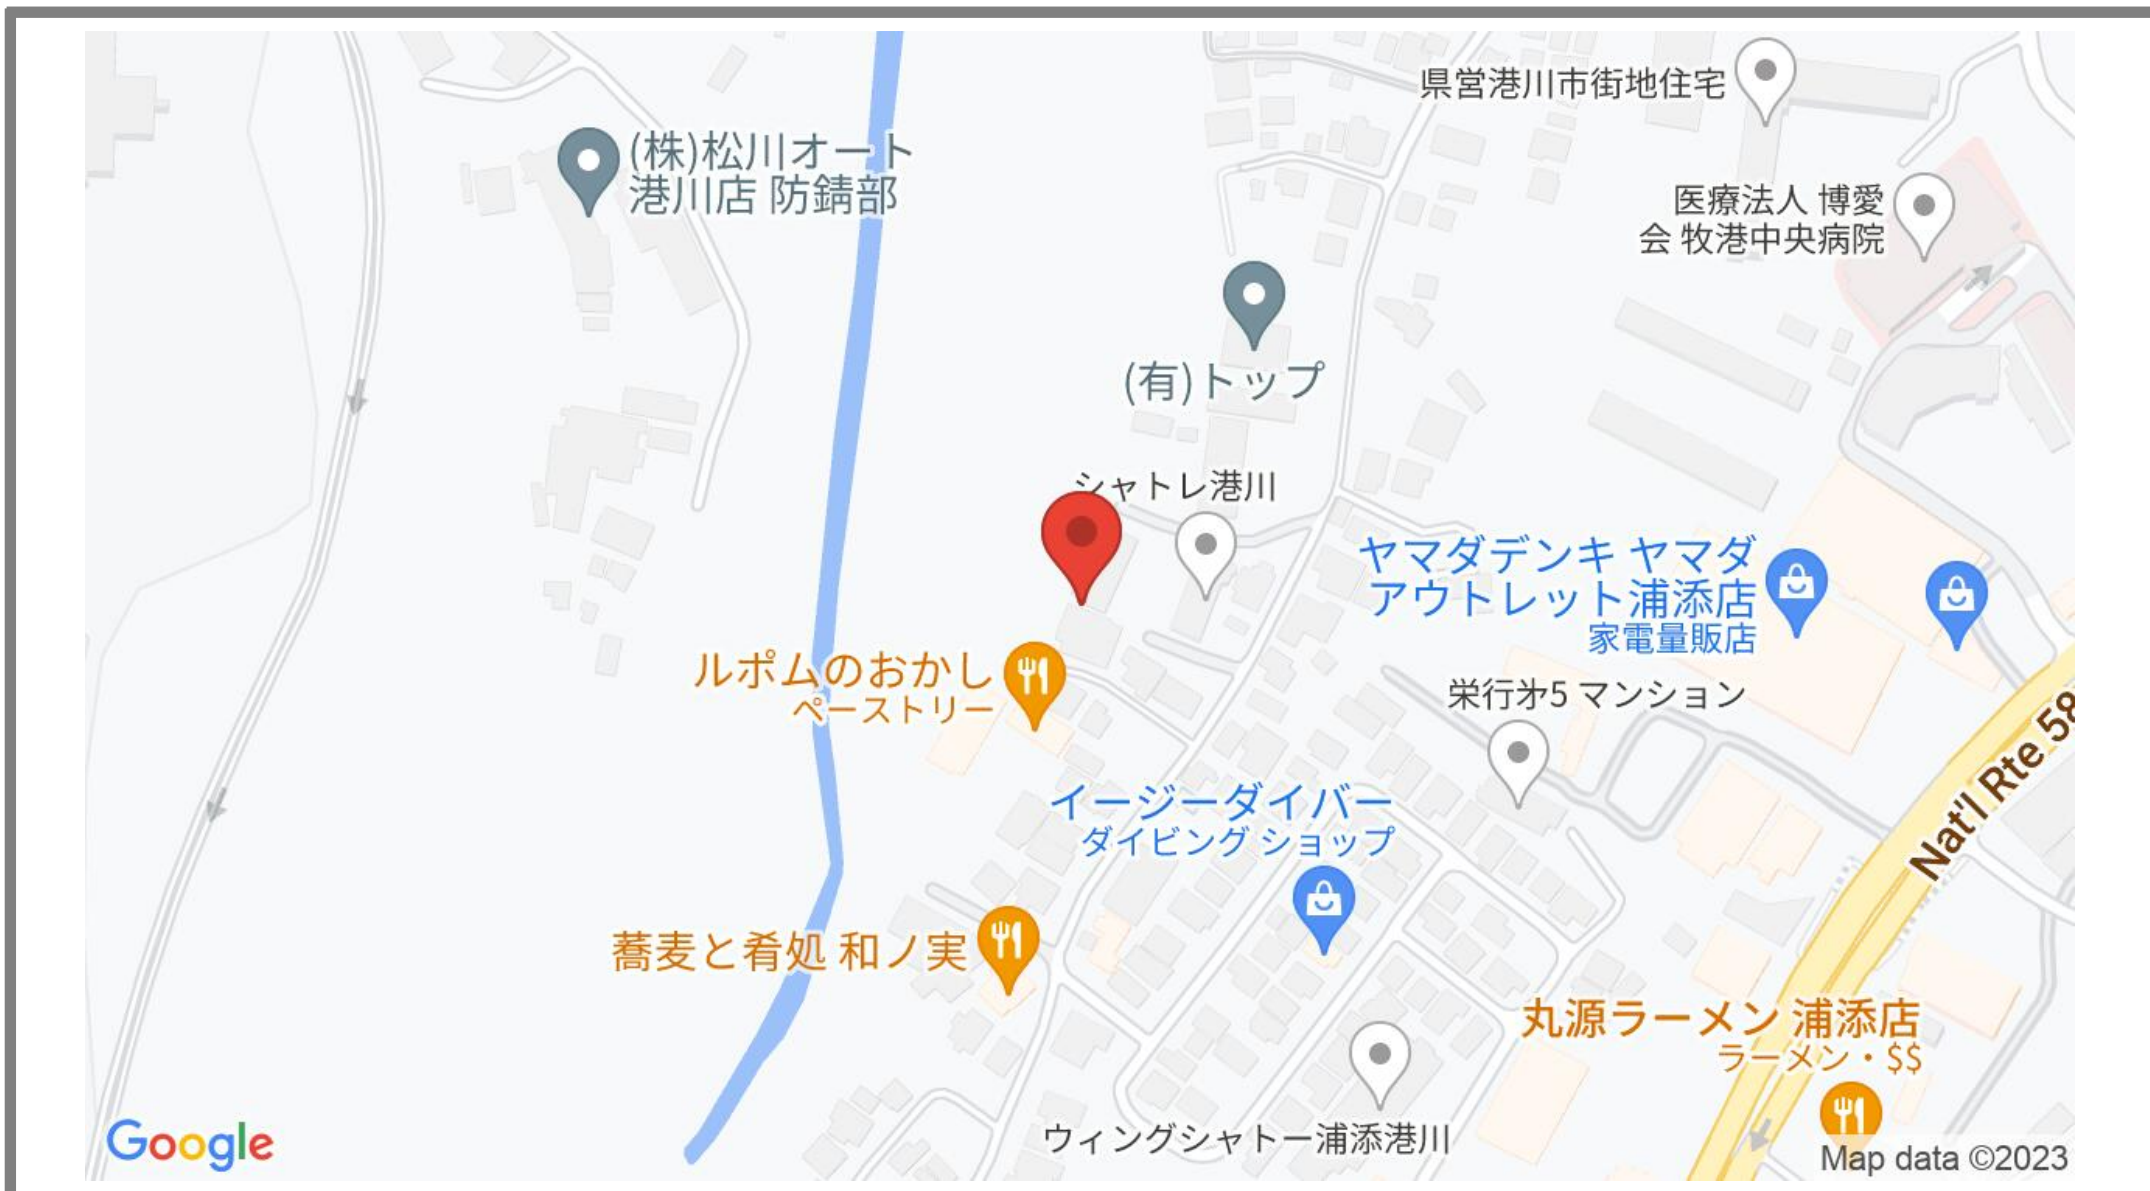 県営港川市街地住宅
(株)松川オート
港川店 防錆部
医療法人 博愛
会 牧港中央病院
(有)トップ
シャトレ港川
ヤマダデンキ ヤマダ
アウトレット浦添店
家電量販店
ルポムのおかし
ペーストリー
栄行㐧5 マンション
Nat'l Rte 58
イージーダイバー
ダイビング ショップ
蕎麦と肴処 和ノ実
丸源ラーメン 浦添店
ラーメン・$$
ウィングシャトー浦添港川
Google
Map data ©2023